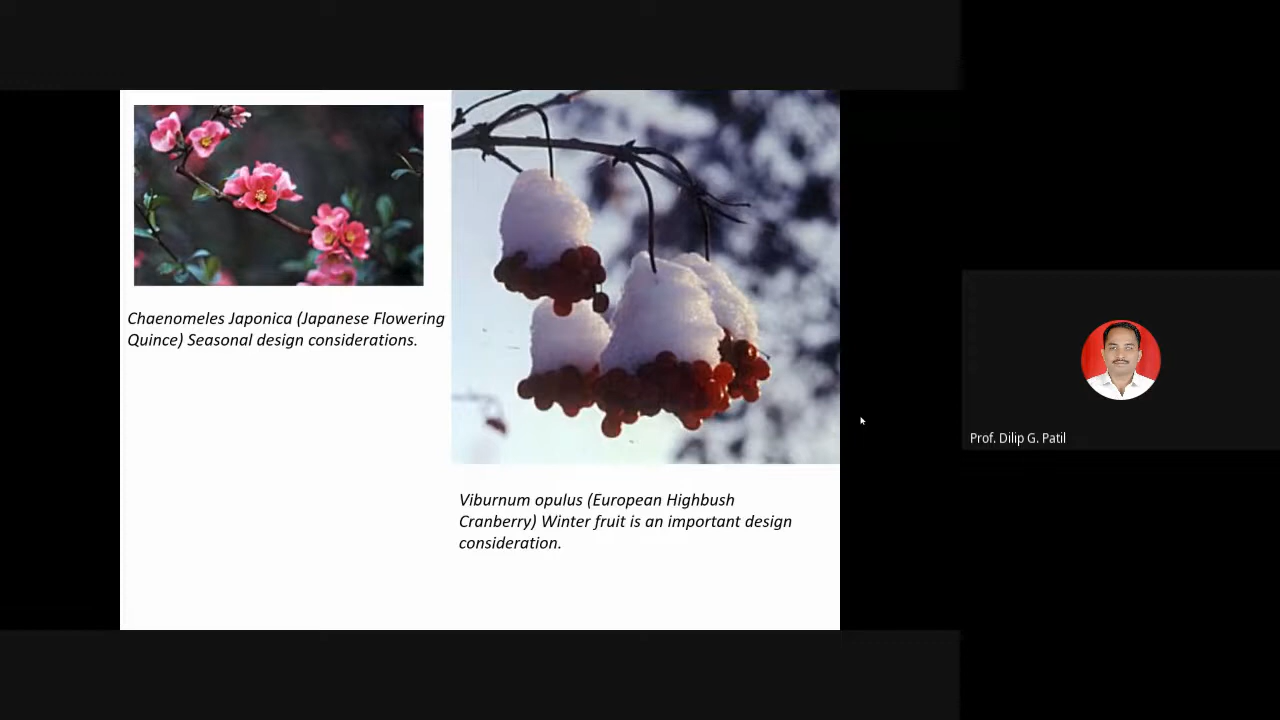 Chaenomeles Japonica (Japanese Flowering
Quince) Seasonal design considerations.
Viburnum opulus (European Highbush
Cranberry) Winter fruit is an important design
consideration.
Prof. Dilip G. Patil